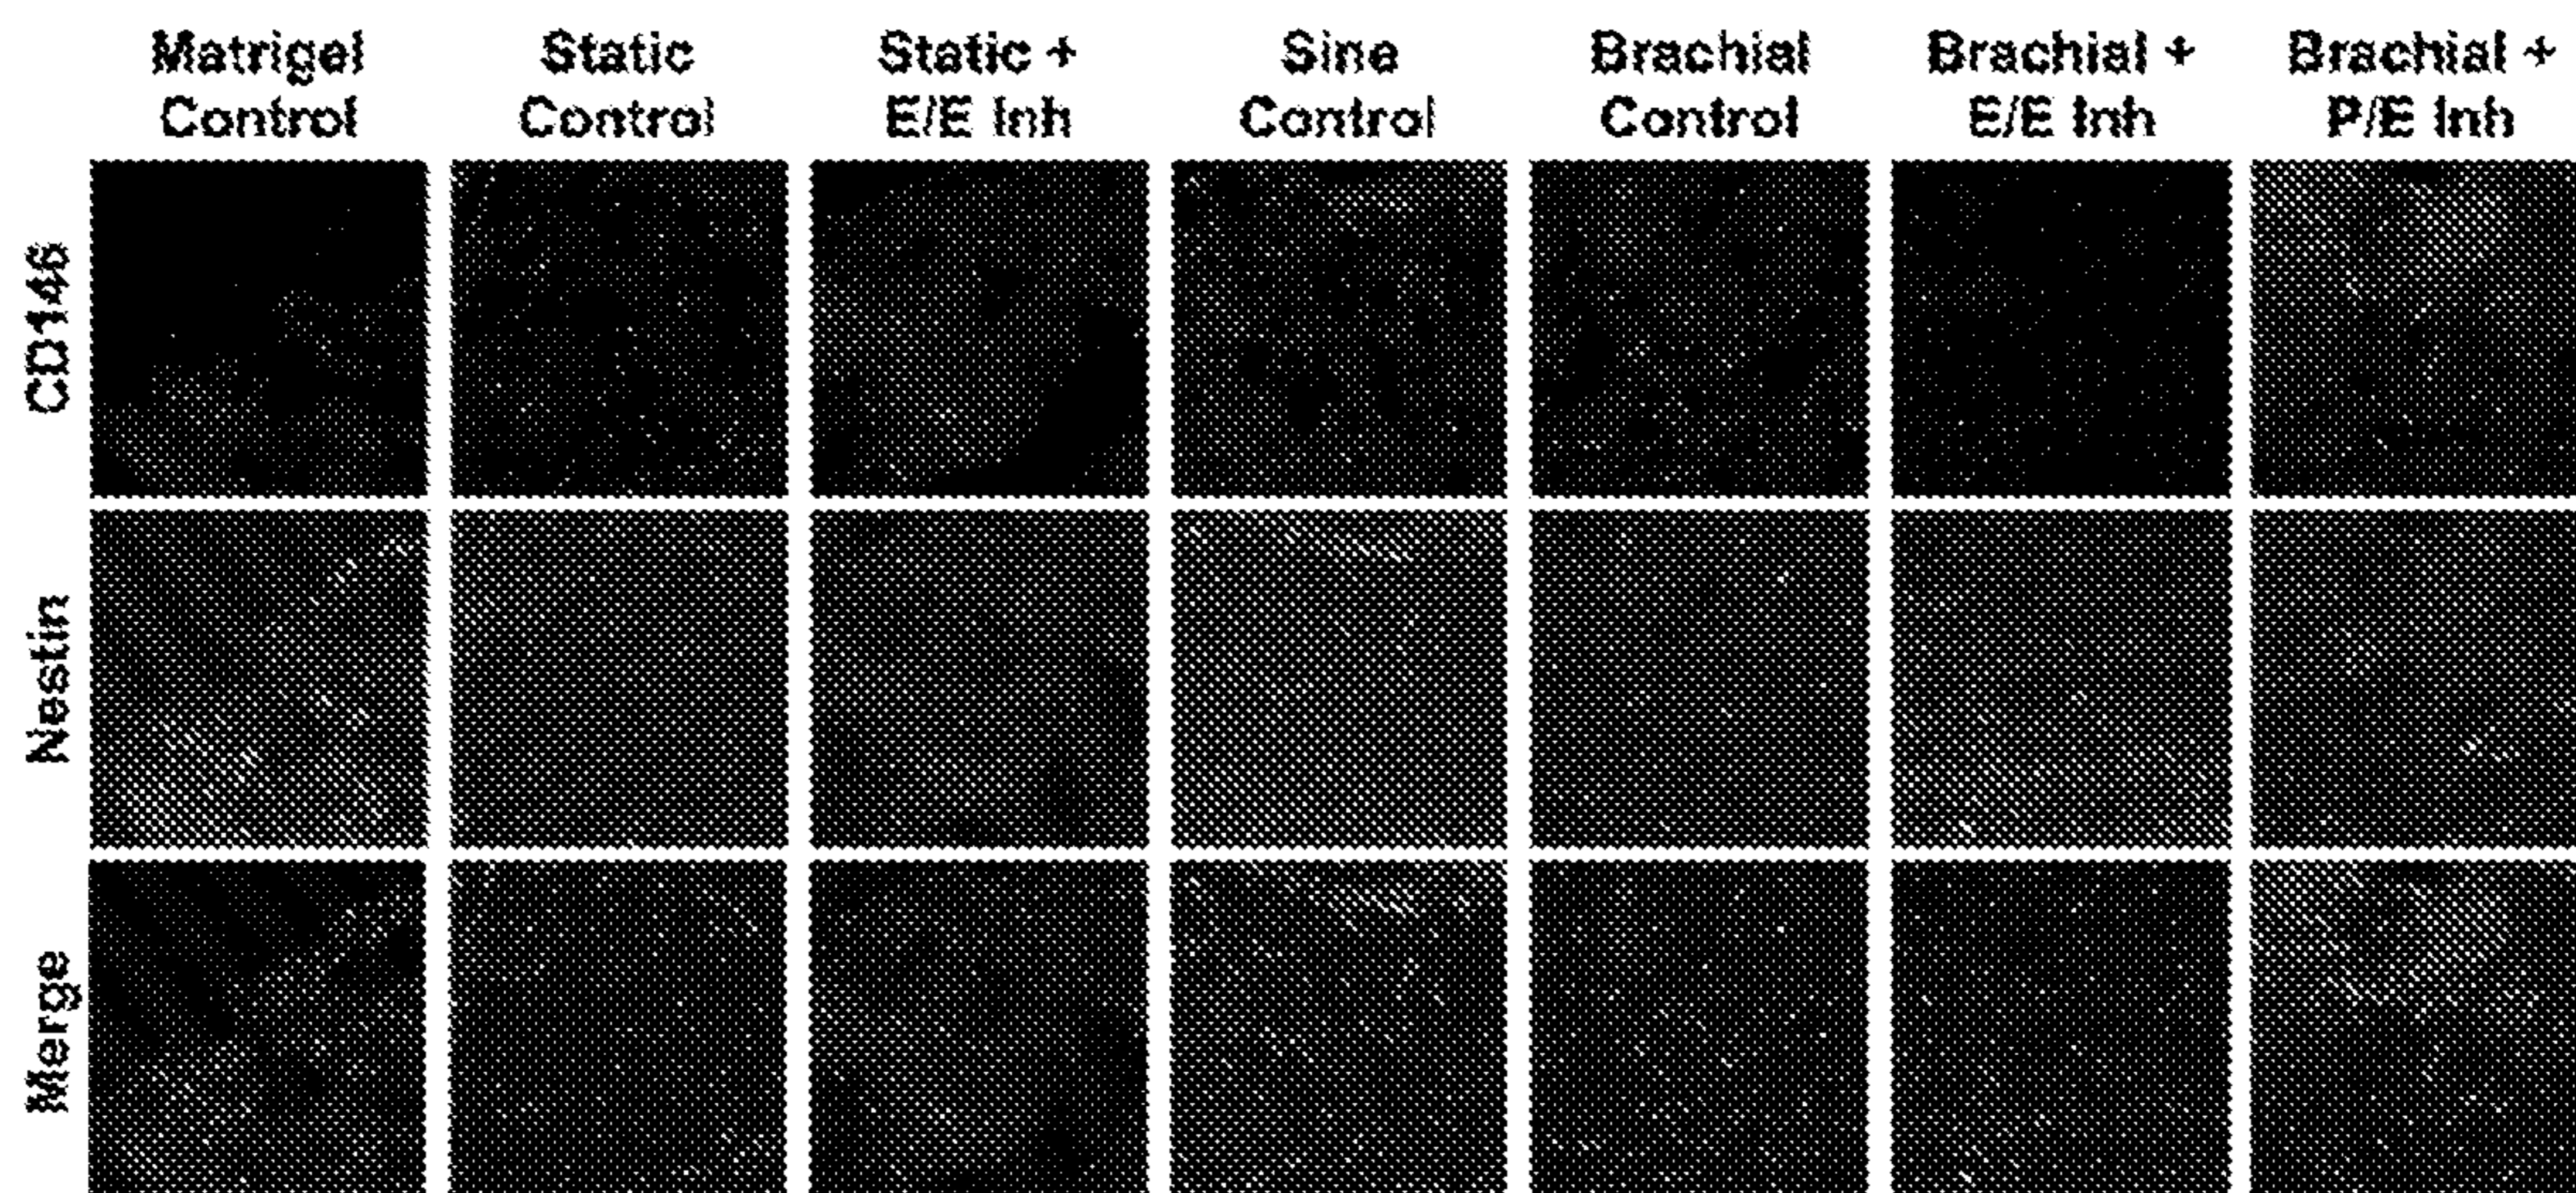 Matrigel Control
Static Control
Static + E/E Inh
Sine Control
Brachial Control
Brachial + E/E Inh
Brachial + P/E Inh
CD146
Nestin
Merge